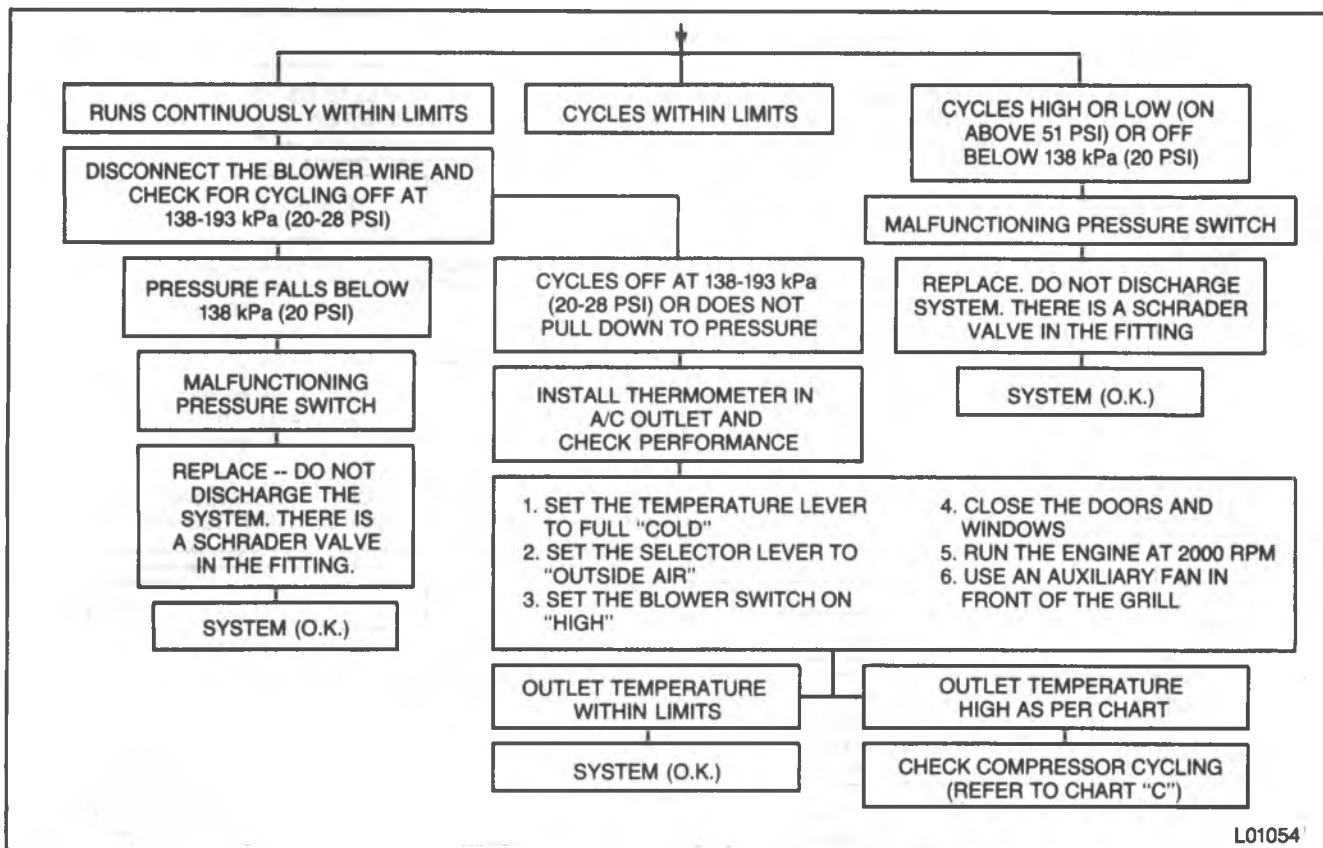 RUNS CONTINUOUSLY WITHIN LIMITS
DISCONNECT THE BLOWER WIRE AND
CHECK FOR CYCLING OFF AT
138-193 kPa (20-28 PSI)
PRESSURE FALLS BELOW
138 kPa (20 PSI)
MALFUNCTIONING
PRESSURE SWITCH
REPLACE -- DO NOT
DISCHARGE THE
SYSTEM. THERE IS
A SCHRADER VALVE
IN THE FITTING.
SYSTEM (O.K.)
CYCLES WITHIN LIMITS
CYCLES OFF AT 138-193 kPa
(20-28 PSI) OR DOES NOT
PULL DOWN TO PRESSURE
INSTALL THERMOMETER IN
A/C OUTLET AND
CHECK PERFORMANCE
CYCLES HIGH OR LOW (ON
ABOVE 51 PSI) OR OFF
BELOW 138 kPa (20 PSI)
MALFUNCTIONING PRESSURE SWITCH
REPLACE. DO NOT DISCHARGE
SYSTEM. THERE IS A SCHRADER
VALVE IN THE FITTING
SYSTEM (O.K.)
1. SET THE TEMPERATURE LEVER
TO FULL "COLD"
2. SET THE SELECTOR LEVER TO
"OUTSIDE AIR"
3. SET THE BLOWER SWITCH ON
"HIGH"
4. CLOSE THE DOORS AND
WINDOWS
5. RUN THE ENGINE AT 2000 RPM
6. USE AN AUXILIARY FAN IN
FRONT OF THE GRILL
OUTLET TEMPERATURE
WITHIN LIMITS
SYSTEM (O.K.)
OUTLET TEMPERATURE
HIGH AS PER CHART
CHECK COMPRESSOR CYCLING
(REFER TO CHART "C")
L01054